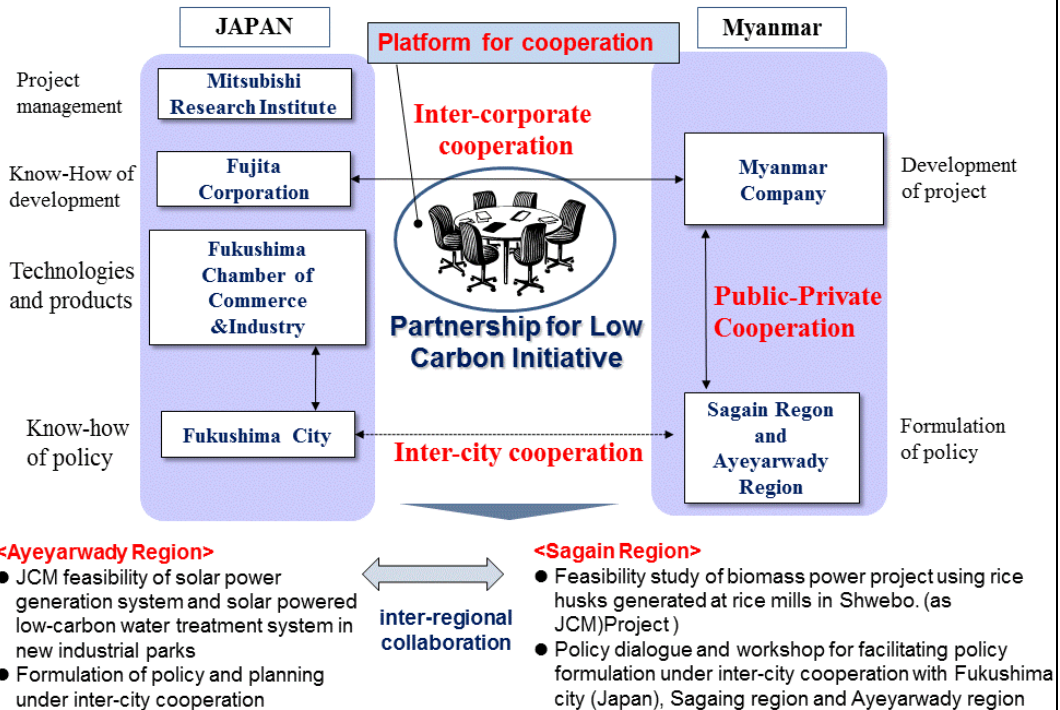 JAPAN
Platform for cooperation
Myanmar
Project
management
Mitsubishi
Research Institute
Inter-corporate
cooperation
Know-How of
development
Fujita
Corporation
Myanmar
Company
Development
of project
Technologies
and products
Fukushima
Chamber of
Commerce
&Industry
Partnership for Low
Carbon Initiative
Public-Private
Cooperation
Know-how
of policy
Fukushima City
Inter-city cooperation
Sagain Regon
and
Ayeyarwady
Region
Formulation
of policy
<Ayeyarwady Region>
● JCM feasibility of solar power
generation system and solar powered
low-carbon water treatment system in
new industrial parks
● Formulation of policy and planning
under inter-city cooperation
inter-regional
collaboration
<Sagain Region>
● Feasibility study of biomass power project using rice
husks generated at rice mills in Shwebo. (as
JCM)Project )
● Policy dialogue and workshop for facilitating policy
formulation under inter-city cooperation with Fukushima
city (Japan), Sagaing region and Ayeyarwady region